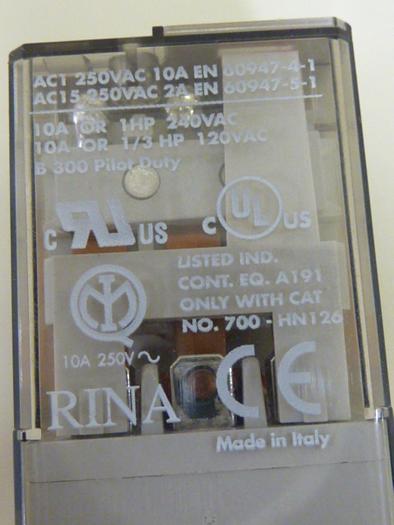 AC1 250VAC 10A EN 60947-4-1
AC15 250VAC 2A EN 60947-5-1
10A OR 1HP 240VAC
10A OR 1/3 HP 120VAC
B 300 Pilot Duty
C RU US
C UL US
LISTED IND.
CONT. EQ. A191
ONLY WITH CAT
NO. 700 - HN126
10A 250V ~
RINA
CE
Made in Italy